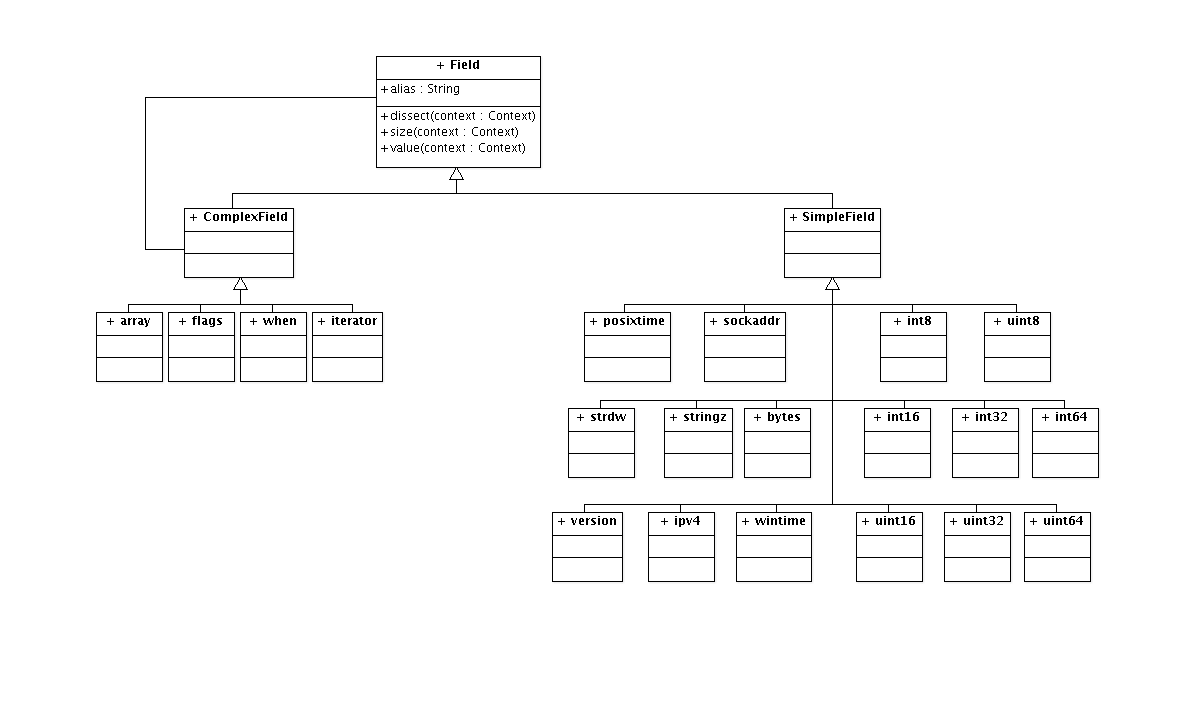 + Field
+alias : String
+dissect(context : Context)
+size(context : Context)
+value(context : Context)
+ ComplexField
+ SimpleField
+ array
+ flags
+ when
+ iterator
+ posixtime
+ sockaddr
+ int8
+ uint8
+ strdw
+ stringz
+ bytes
+ int16
+ int32
+ int64
+ version
+ ipv4
+ wintime
+ uint16
+ uint32
+ uint64